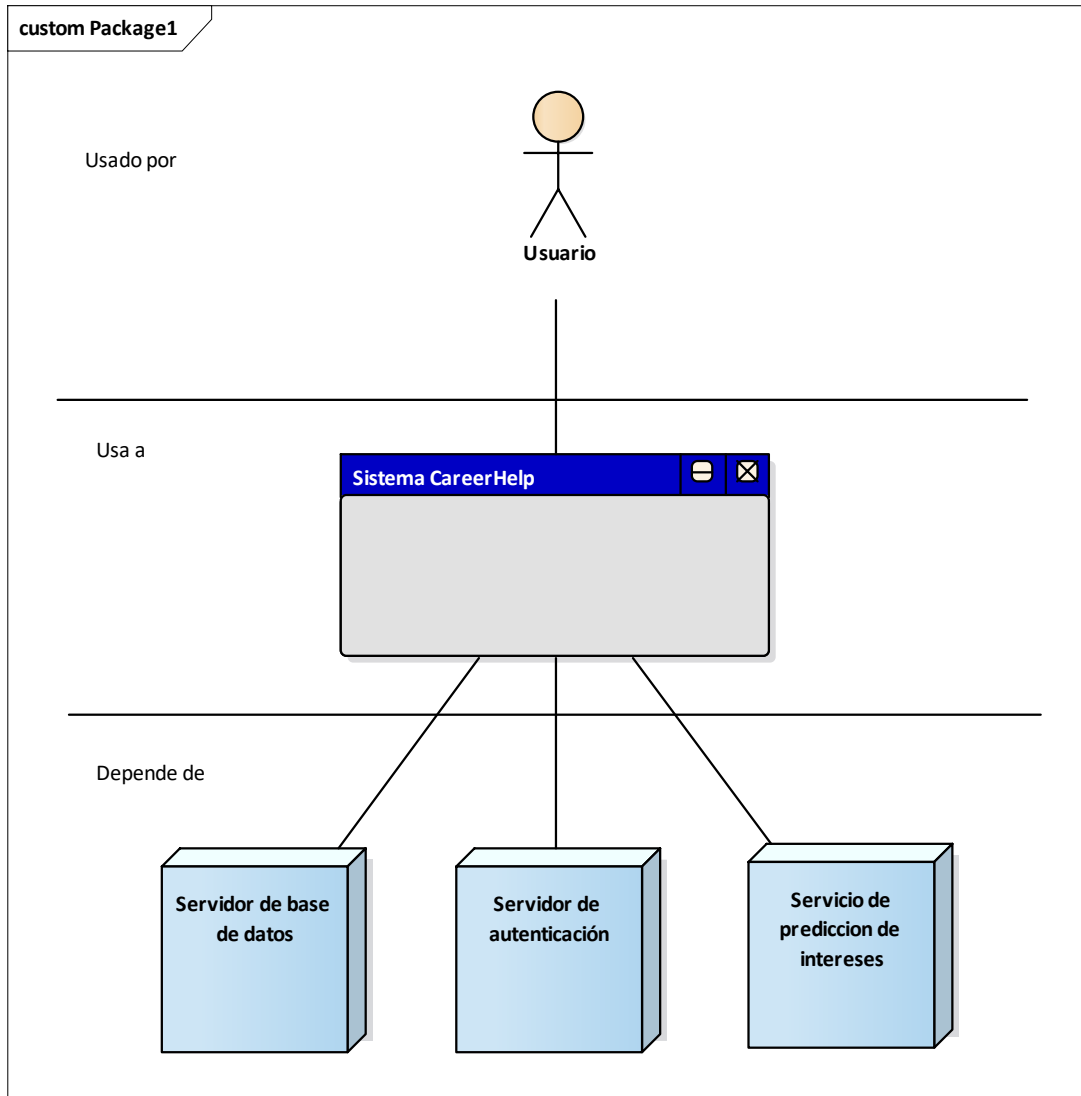 custom Package1
Usado por
Usuario
Usa a
Sistema CareerHelp
Depende de
Servidor de base
de datos
Servidor de
autenticación
Servicio de
prediccion de
intereses